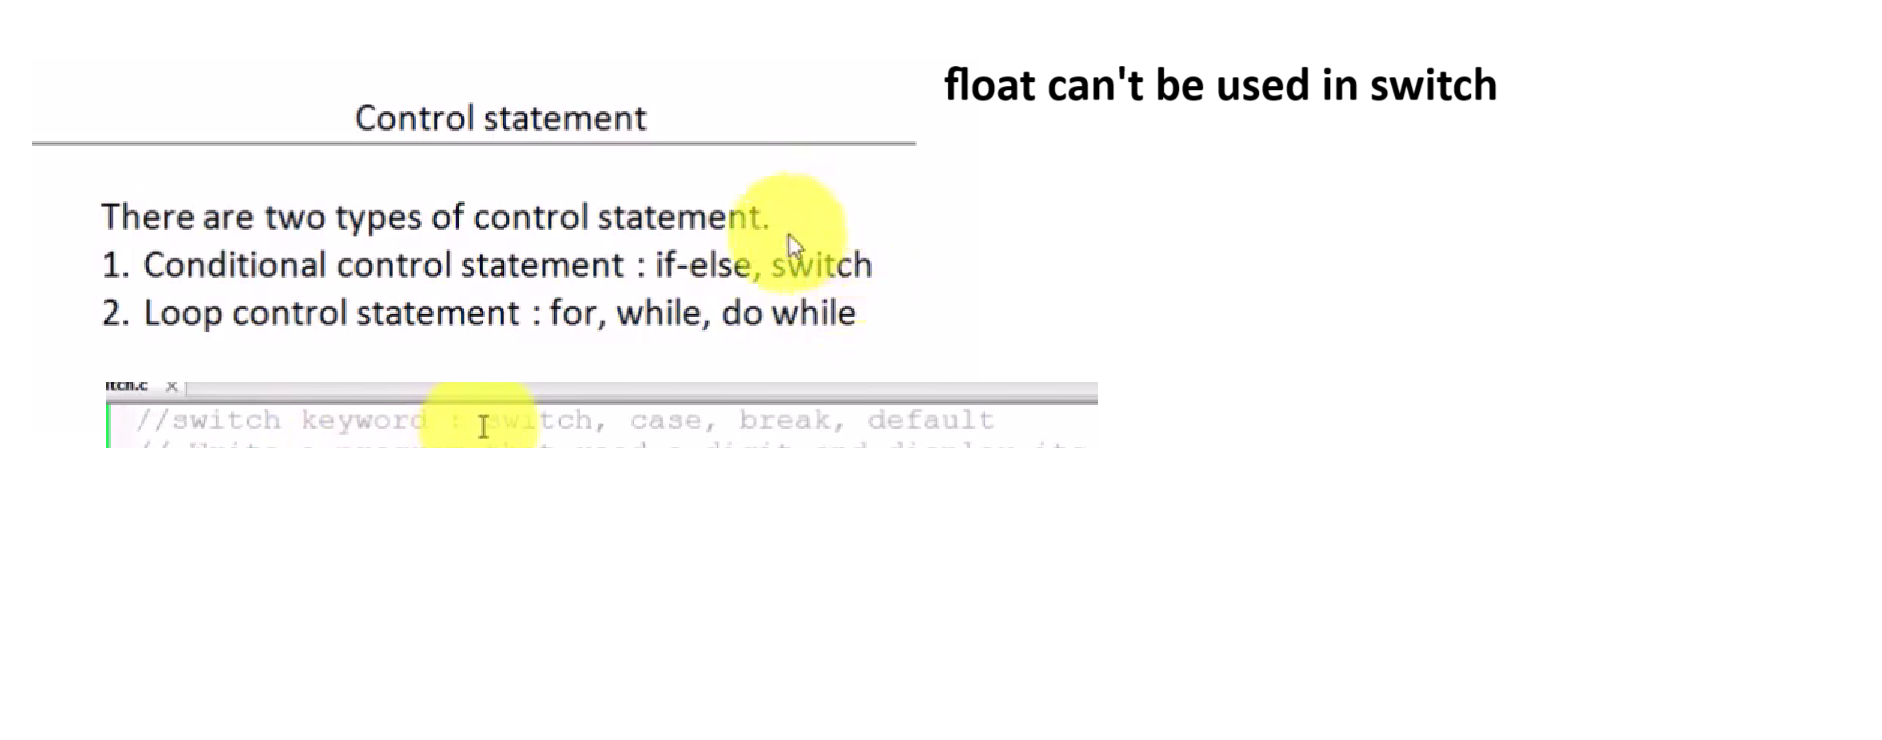 float can't be used in switch
Control statement
There are two types of control statement.
1. Conditional control statement : if-else, switch
2. Loop control statement : for, while, do while
itch.c X
//switch keyword : switch, case, break, default